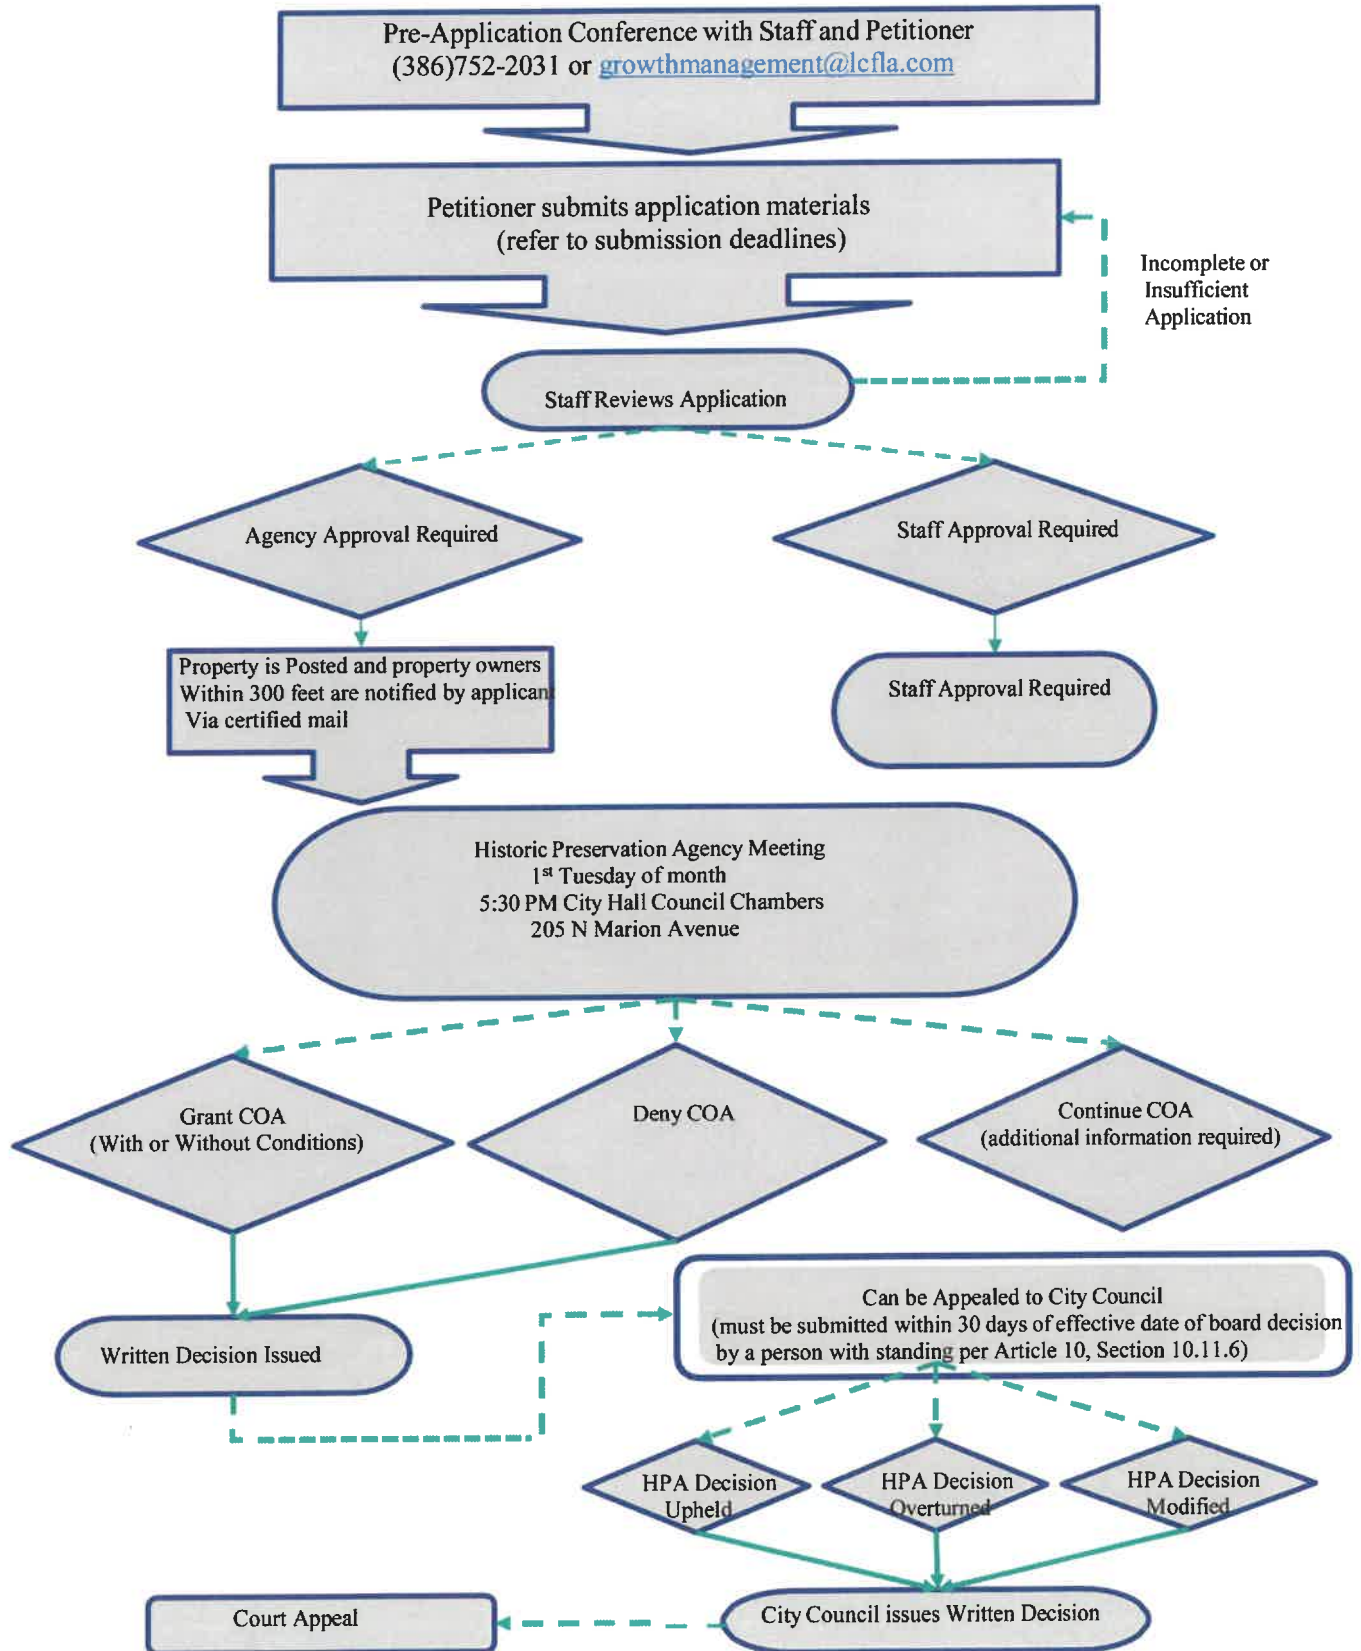 Pre-Application Conference with Staff and Petitioner
(386)752-2031 or growthmanagement@lcfla.com
Petitioner submits application materials
(refer to submission deadlines)
Incomplete or
Insufficient
Application
Staff Reviews Application
Agency Approval Required
Staff Approval Required
Property is Posted and property owners
Within 300 feet are notified by applicant
Via certified mail
Staff Approval Required
Historic Preservation Agency Meeting
1st Tuesday of month
5:30 PM City Hall Council Chambers
205 N Marion Avenue
Grant COA
(With or Without Conditions)
Deny COA
Continue COA
(additional information required)
Written Decision Issued
Can be Appealed to City Council
(must be submitted within 30 days of effective date of board decision
by a person with standing per Article 10, Section 10.11.6)
HPA Decision
Upheld
HPA Decision
Overturned
HPA Decision
Modified
Court Appeal
City Council issues Written Decision